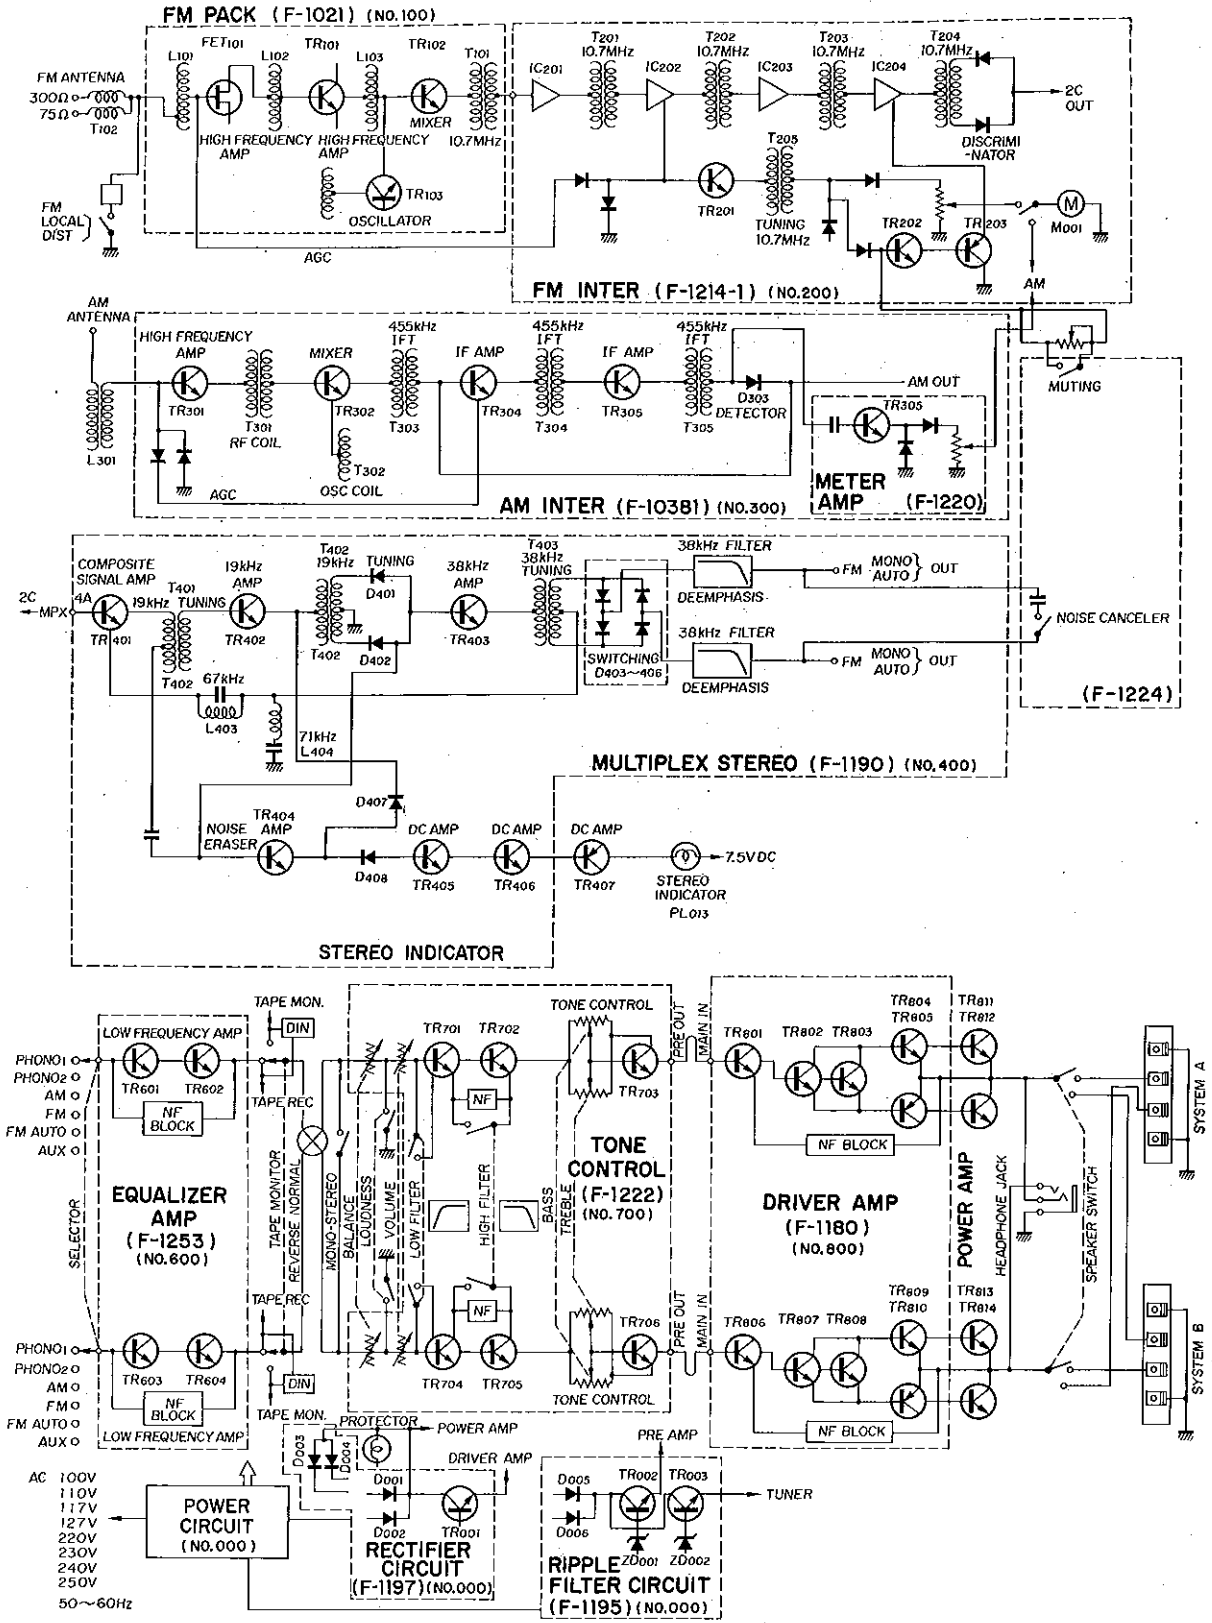 FM PACK (F-1021) (NO.100)
FM ANTENNA
300Ω
75Ω
T102
FM
LOCAL
DIST
L101
FET101
L102
TR101
L103
TR102
T101
HIGH FREQUENCY
AMP
HIGH FREQUENCY
AMP
MIXER
10.7MHz
TR103
OSCILLATOR
AGC
IC201
T201
10.7MHz
IC202
T202
10.7MHz
IC203
T203
10.7MHz
IC204
T204
10.7MHz
2C
OUT
DISCRIMI
-NATOR
TR201
T205
TUNING
10.7MHz
TR202
TR203
M
M001
AM
FM INTER (F-1214-1) (NO.200)
AM
ANTENNA
L301
HIGH FREQUENCY
AMP
TR301
T301
RF COIL
MIXER
TR302
T302
OSC COIL
455kHz
IFT
T303
IF AMP
TR304
455kHz
IFT
T304
IF AMP
TR305
455kHz
IFT
T305
D303
DETECTOR
AM OUT
TR305
METER
AMP (F-1220)
MUTING
AGC
AM INTER (F-10381) (NO.300)
COMPOSITE
SIGNAL AMP
2C
MPX
4A
TR401
19kHz
T401
TUNING
T402
19kHz
AMP
TR402
T402
19kHz
TUNING
D401
D402
T402
38kHz
AMP
TR403
T403
38kHz
TUNING
SWITCHING
D403~406
38kHz FILTER
DEEMPHASIS
38kHz FILTER
DEEMPHASIS
FM MONO
AUTO } OUT
FM MONO
AUTO } OUT
NOISE CANCELER
(F-1224)
67kHz
L403
71kHz
L404
MULTIPLEX STEREO (F-1190) (NO.400)
D407
NOISE
ERASER
TR404
AMP
D408
DC AMP
TR405
DC AMP
TR406
DC AMP
TR407
7.5V DC
STEREO
INDICATOR
PL013
STEREO INDICATOR
LOW FREQUENCY AMP
PHONO1
PHONO2
AM
FM
FM AUTO
AUX
TR601
TR602
NF
BLOCK
SELECTOR
EQUALIZER
AMP
(F-1253)
(NO.600)
TAPE MON.
DIN
TAPE REC
TAPE MONITOR
REVERSE NORMAL
MONO-STEREO
BALANCE
LOUDNESS
VOLUME
LOW FILTER
HIGH FILTER
BASS
TREBLE
TR701
TR702
NF
TONE CONTROL
TR703
TONE
CONTROL
(F-1222)
(NO.700)
PRE OUT
MAIN IN
TR801
TR802
TR803
TR804
TR805
TR811
TR812
NF BLOCK
DRIVER AMP
(F-1180)
(NO.800)
POWER AMP
HEADPHONE JACK
SPEAKER SWITCH
SYSTEM A
PHONO1
PHONO2
AM
FM
FM AUTO
AUX
TR603
TR604
NF
BLOCK
LOW FREQUENCY AMP
TAPE REC
DIN
TAPE MON.
NF
TR704
TR705
TR706
TONE CONTROL
PRE OUT
MAIN IN
TR806
TR807
TR808
TR809
TR810
TR813
TR814
NF BLOCK
SYSTEM B
AC 100V
110V
117V
127V
220V
230V
240V
250V
50~60Hz
POWER
CIRCUIT
(NO.000)
D003
D004
PROTECTOR
POWER AMP
DRIVER AMP
D001
D002
TR001
RECTIFIER
CIRCUIT
(F-1197) (NO.000)
PRE AMP
D005
D006
TR002
TR003
TUNER
ZD001
ZD002
RIPPLE
FILTER CIRCUIT
(F-1195) (NO.000)